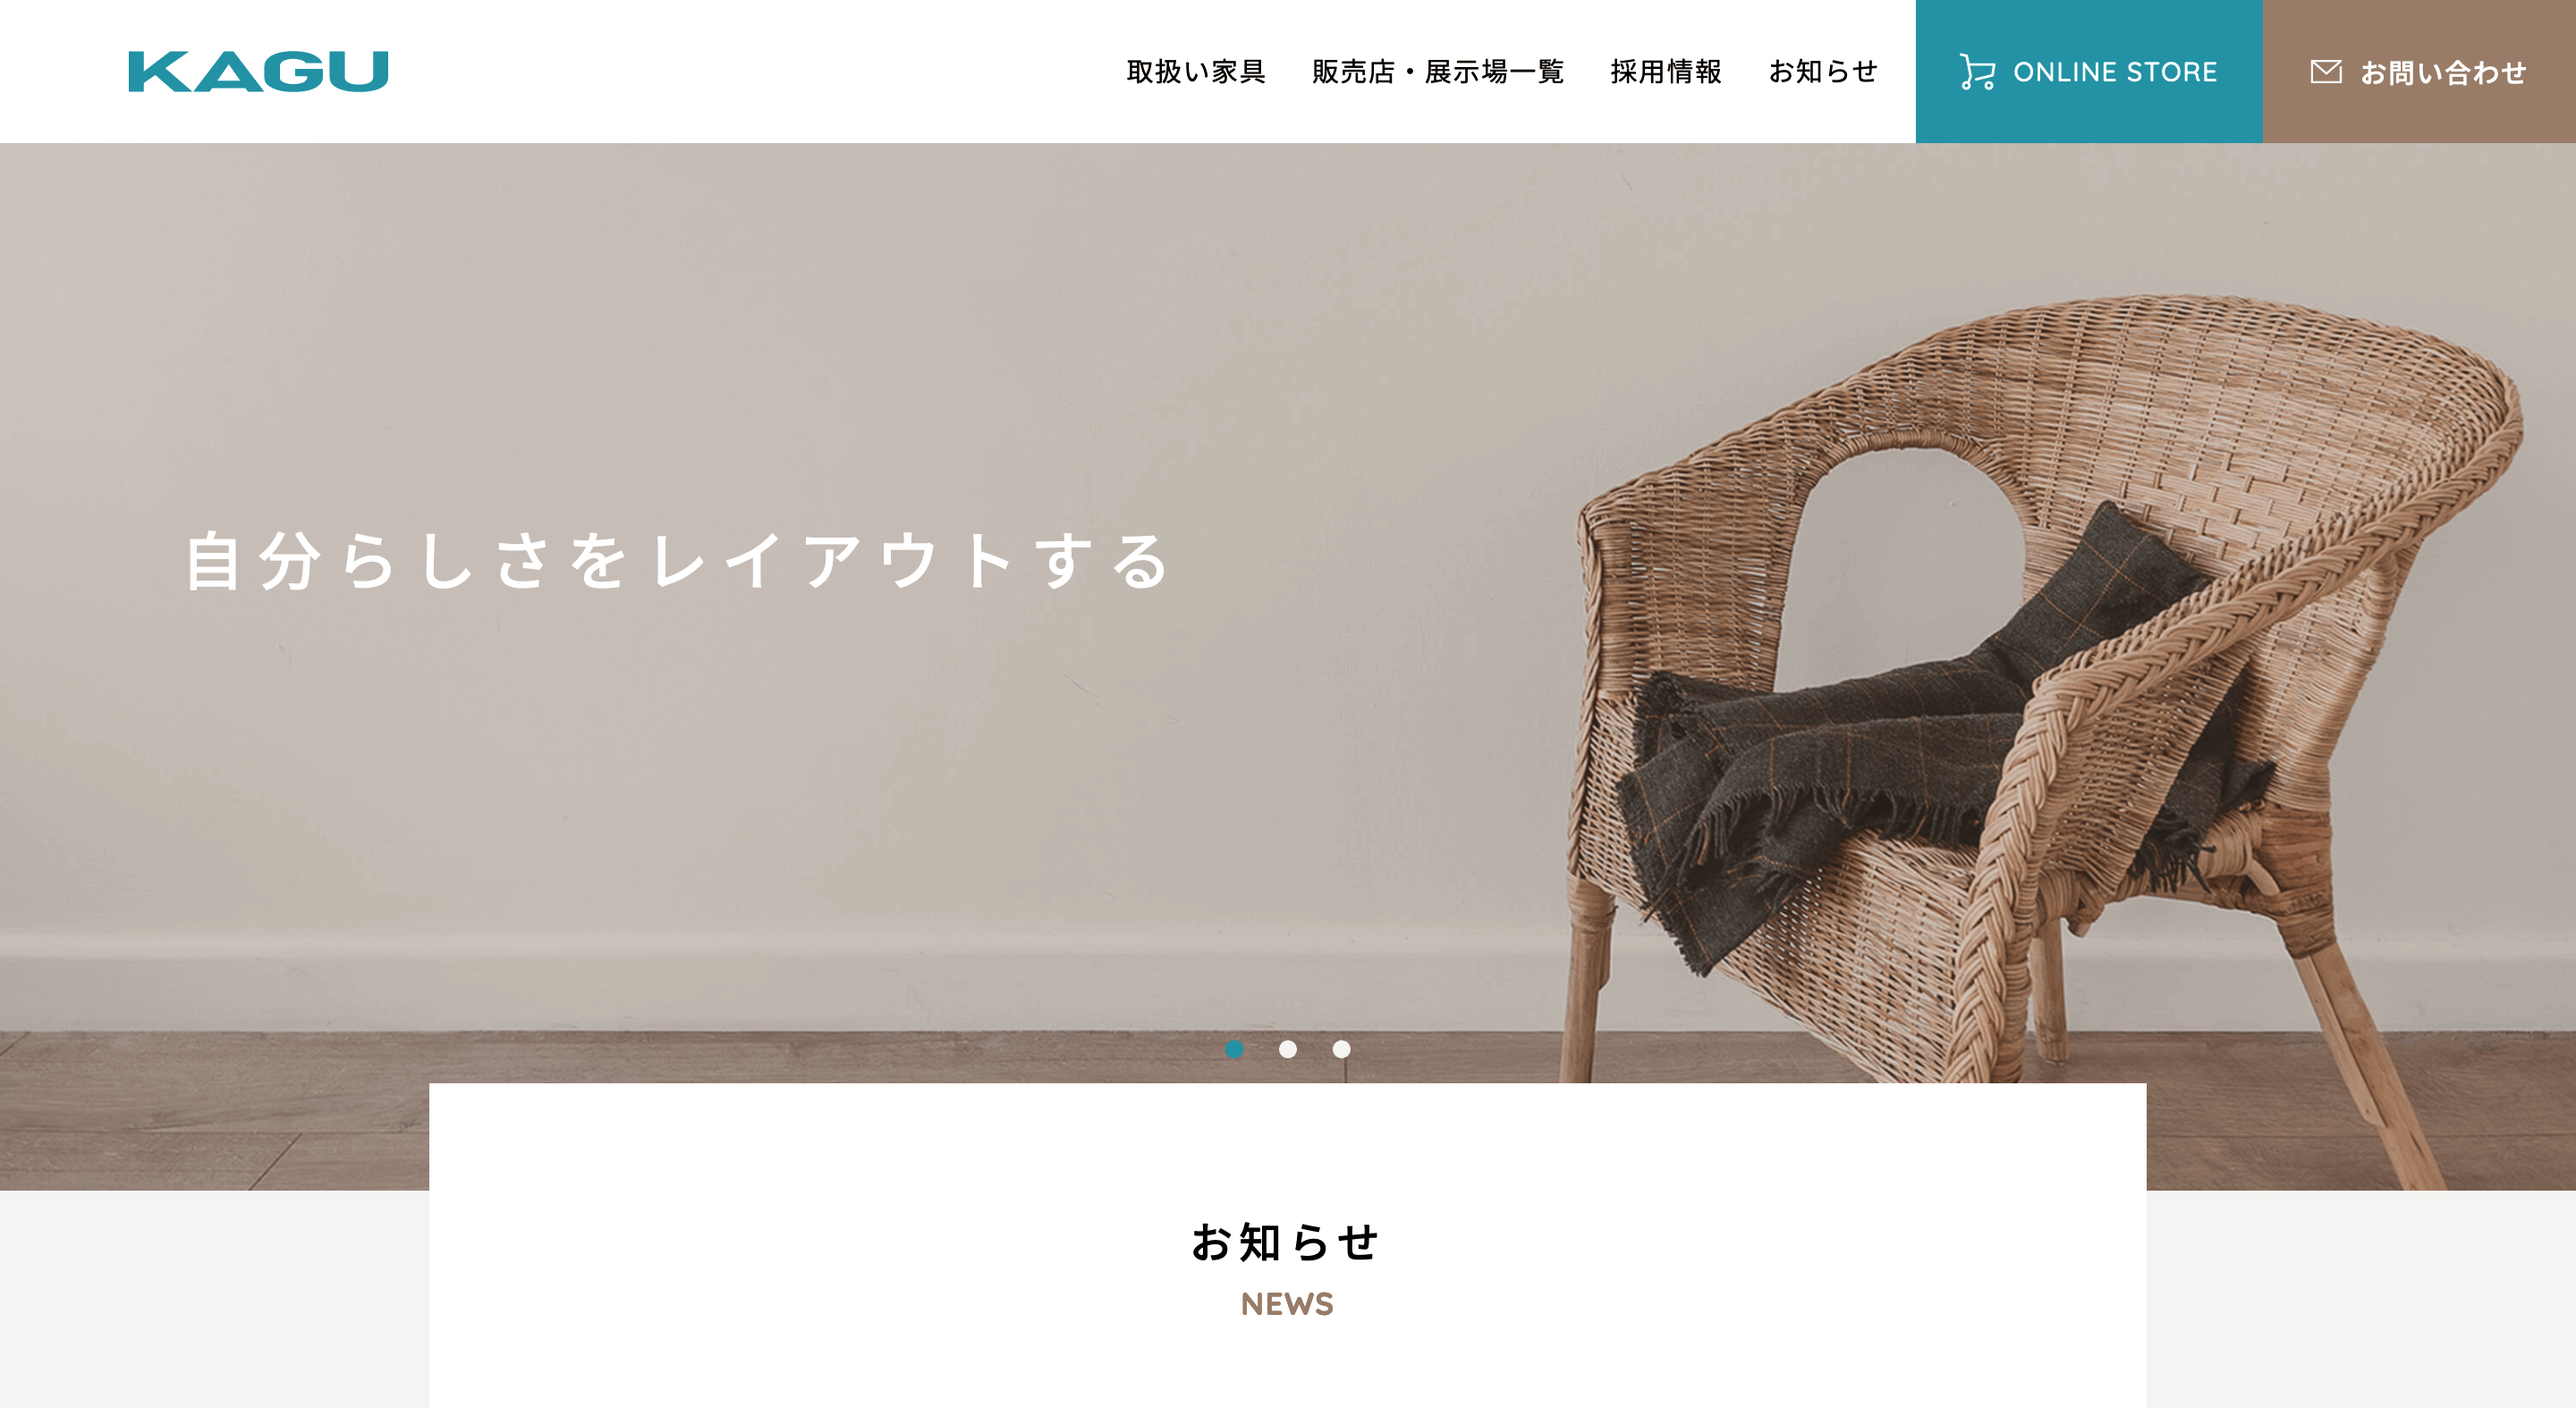 KAGU
取扱い家具
販売店・展示場一覧
採用情報
お知らせ
ONLINE STORE
お問い合わせ
自分らしさをレイアウトする
お知らせ
NEWS